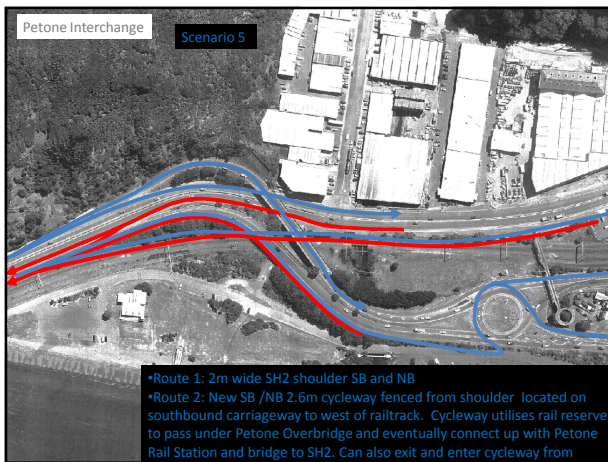 Petone Interchange
Scenario 5
•Route 1: 2m wide SH2 shoulder SB and NB
•Route 2: New SB /NB 2.6m cycleway fenced from shoulder located on
southbound carriageway to west of railtrack. Cycleway utilises rail reserve
to pass under Petone Overbridge and eventually connect up with Petone
Rail Station and bridge to SH2. Can also exit and enter cycleway from